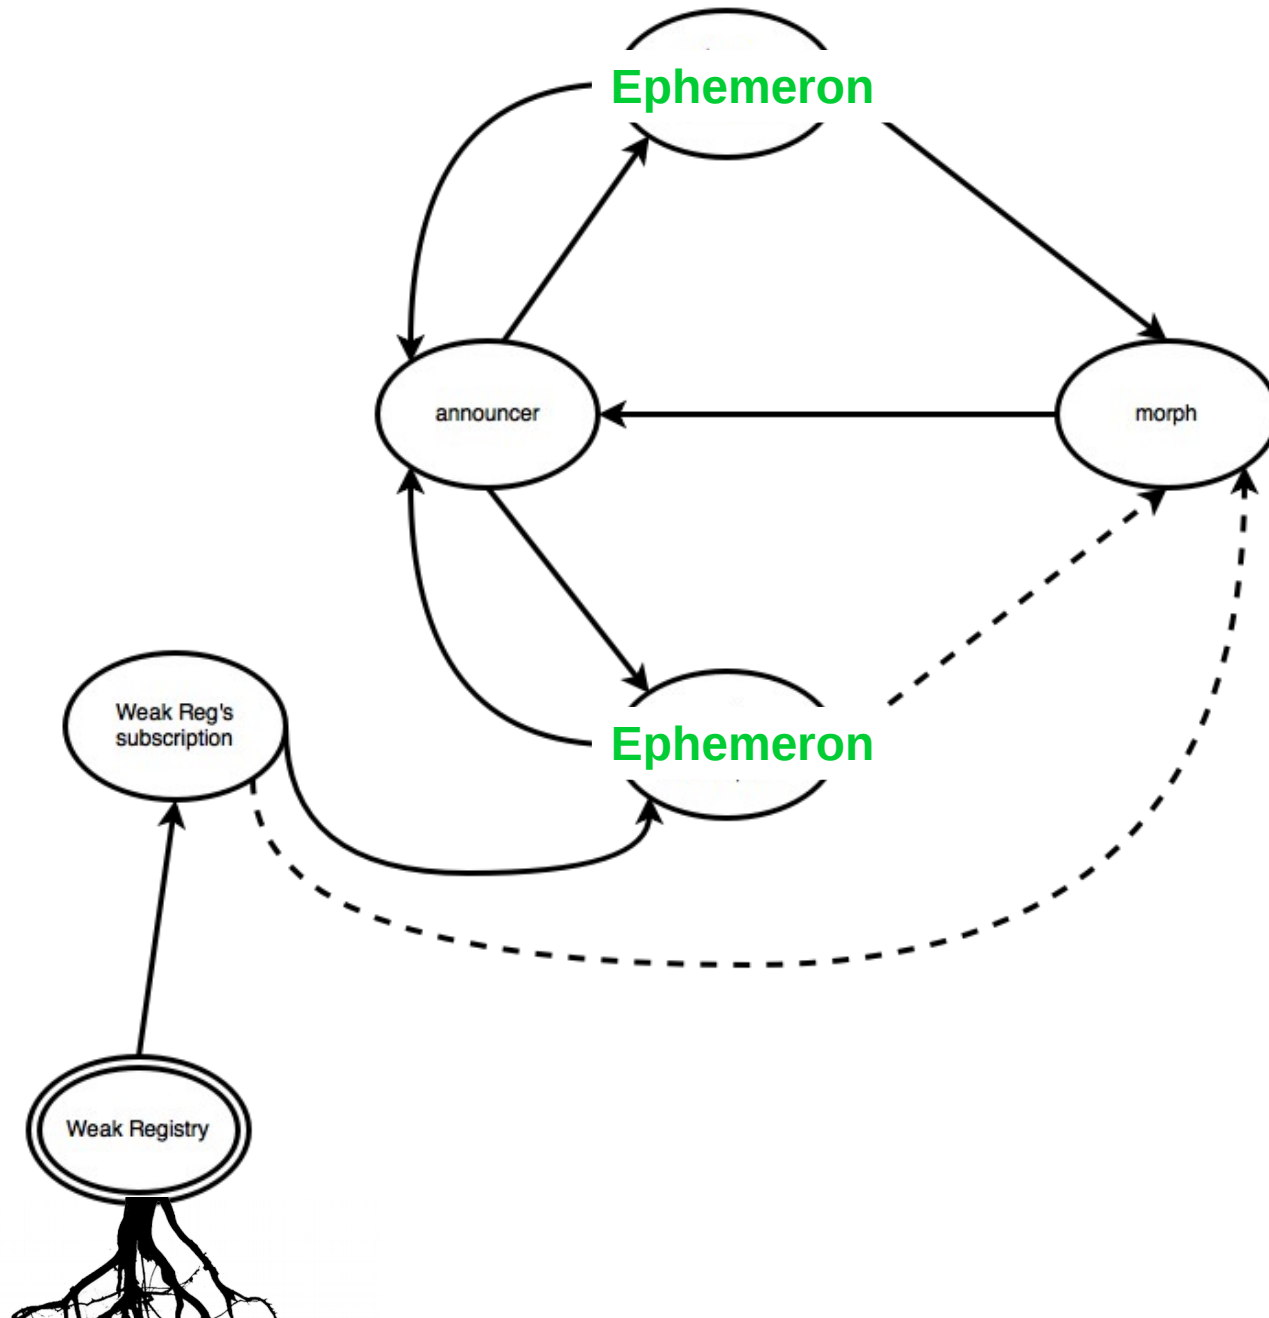 Ephemeron
announcer
morph
Weak Reg's
subscription
Ephemeron
Weak Registry